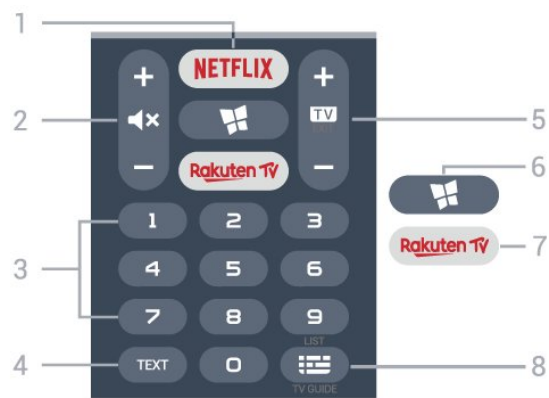 1
NETFLIX
+ +
2 TV 5
6
Rakuten TV
− −
1 2 3
Rakuten TV 7
3
4 5 6
7 8 9
LIST
4 TEXT 0 8
TV GUIDE